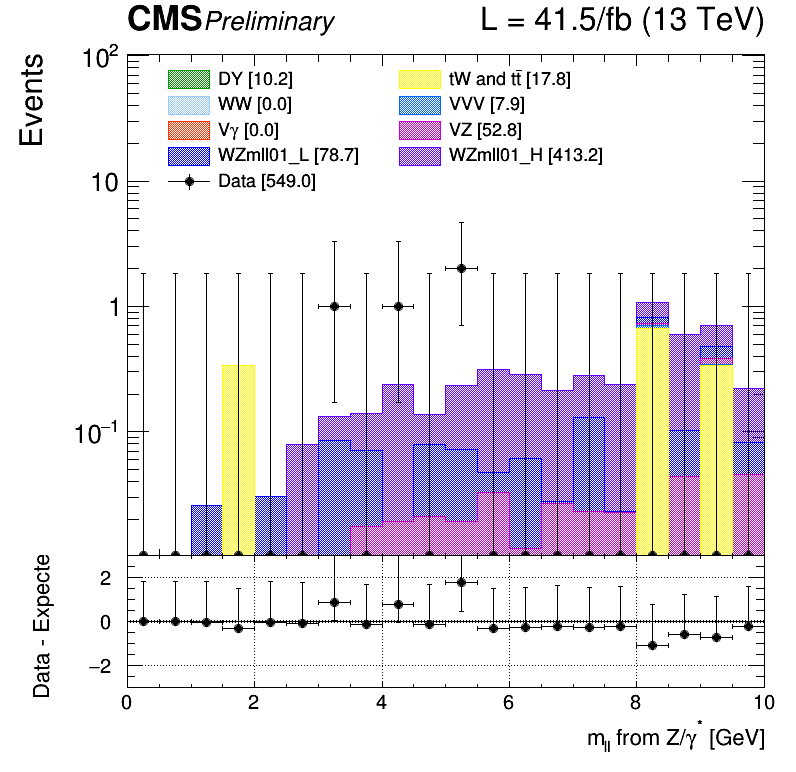 CMS Preliminary L = 41.5/fb (13 TeV)
Events
10²
10
1
10⁻¹
DY [10.2]
tW and tt̄ [17.8]
WW [0.0]
VVV [7.9]
Vγ [0.0]
VZ [52.8]
WZmll01_L [78.7]
WZmll01_H [413.2]
Data [549.0]
Data - Expecte
2
0
−2
0 2 4 6 8 10
m_ll from Z/γ* [GeV]